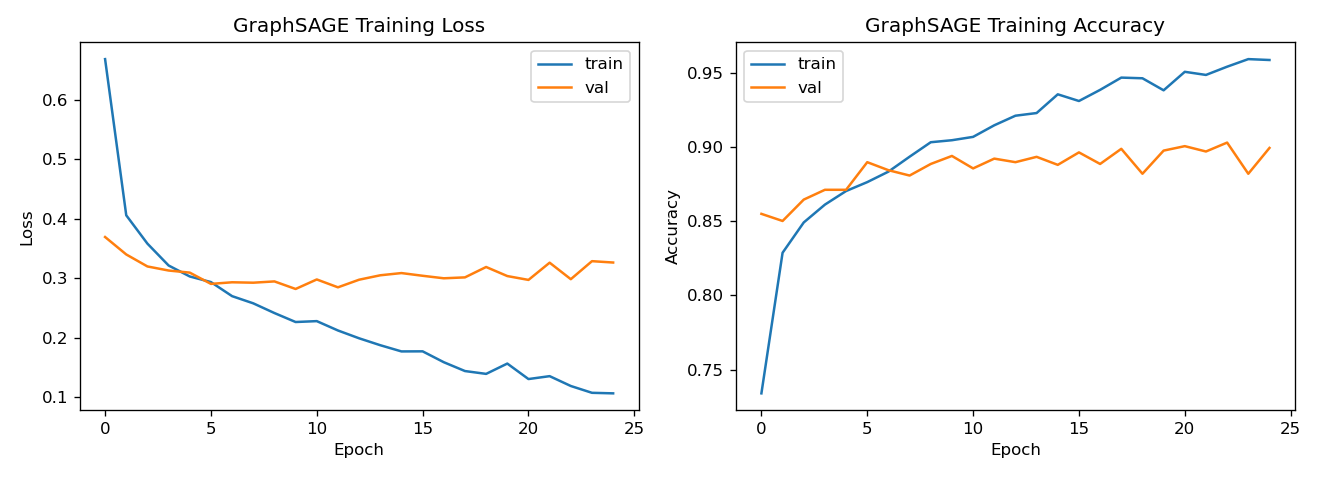 GraphSAGE Training Loss
train
val
0.6
0.5
0.4
0.3
0.2
0.1
Loss
0
5
10
15
20
25
Epoch
GraphSAGE Training Accuracy
train
val
0.95
0.90
0.85
0.80
0.75
Accuracy
0
5
10
15
20
25
Epoch